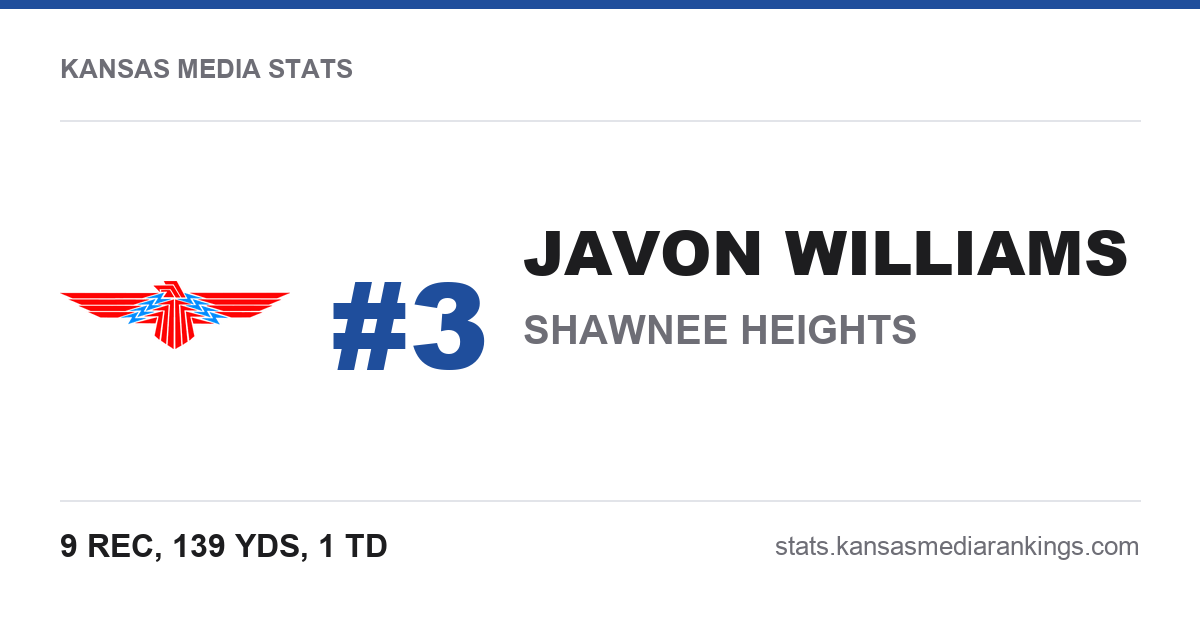 KANSAS MEDIA STATS
#3
JAVON WILLIAMS
SHAWNEE HEIGHTS
9 REC, 139 YDS, 1 TD
stats.kansasmediarankings.com